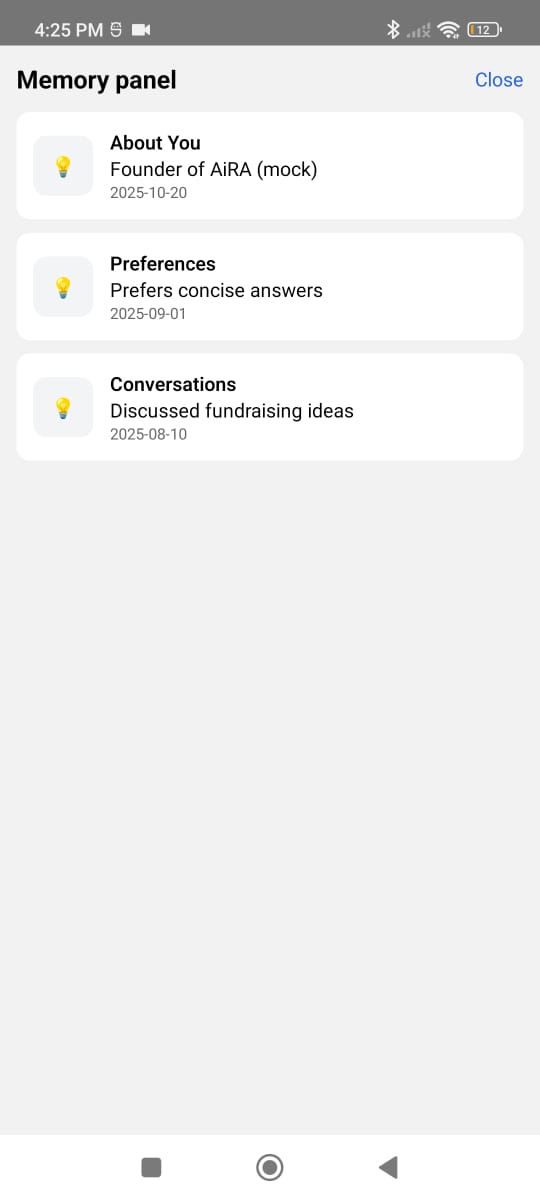 4:25 PM
12
Memory panel
Close
About You
Founder of AiRA (mock)
2025-10-20
Preferences
Prefers concise answers
2025-09-01
Conversations
Discussed fundraising ideas
2025-08-10